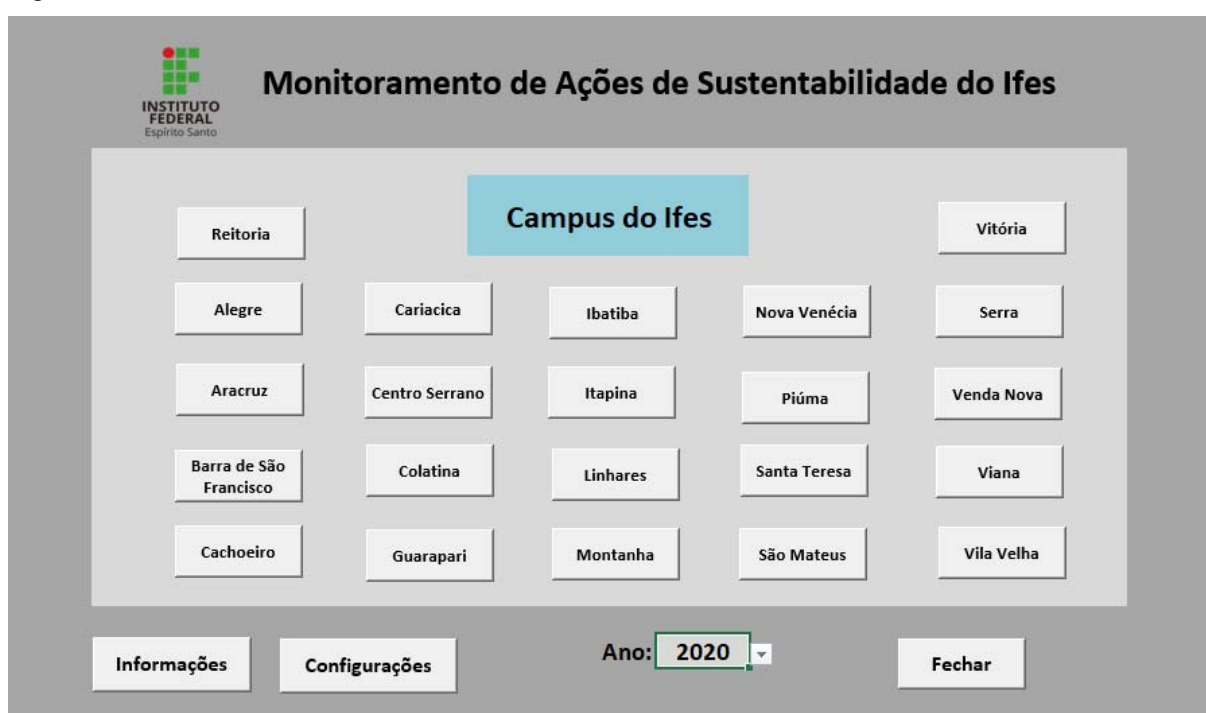 INSTITUTO
FEDERAL
Espírito Santo
Monitoramento de Ações de Sustentabilidade do Ifes
Campus do Ifes
Reitoria
Vitória
Alegre
Cariacica
Ibatiba
Nova Venécia
Serra
Aracruz
Centro Serrano
Itapina
Piúma
Venda Nova
Barra de São
Francisco
Colatina
Linhares
Santa Teresa
Viana
Cachoeiro
Guarapari
Montanha
São Mateus
Vila Velha
Informações
Configurações
Ano: 2020
Fechar